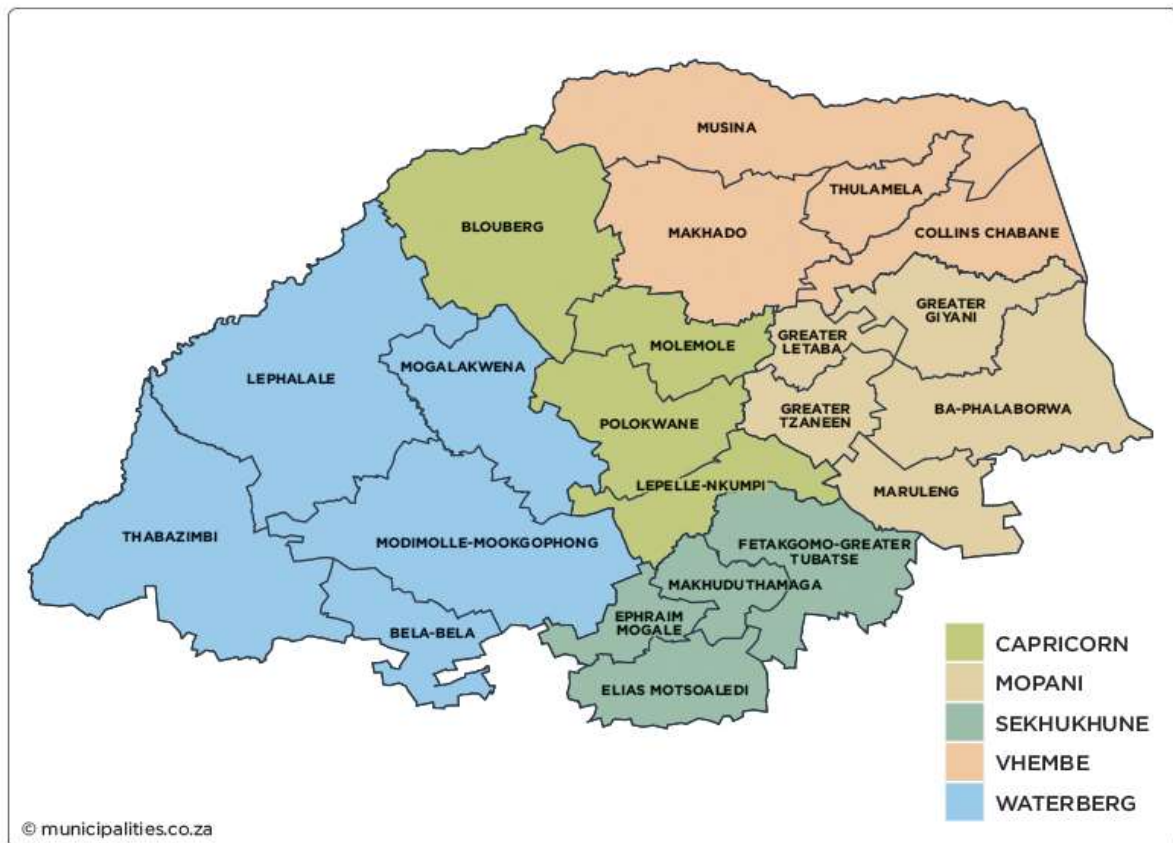 MUSINA
THULAMELA
BLOUBERG
MAKHADO
COLLINS CHABANE
GREATER
GIYANI
GREATER
LETABA
MOLEMOLE
MOGALAKWENA
LEPHALALE
GREATER
TZANEEN
BA-PHALABORWA
POLOKWANE
LEPELLE-NKUMPI
MARULENG
THABAZIMBI
MODIMOLLE-MOOKGOPHONG
FETAKGOMO-GREATER
TUBATSE
MAKHUDUTHAMAGA
EPHRAIM
MOGALE
BELA-BELA
ELIAS MOTSOALEDI
CAPRICORN
MOPANI
SEKHUKHUNE
VHEMBE
WATERBERG
© municipalities.co.za